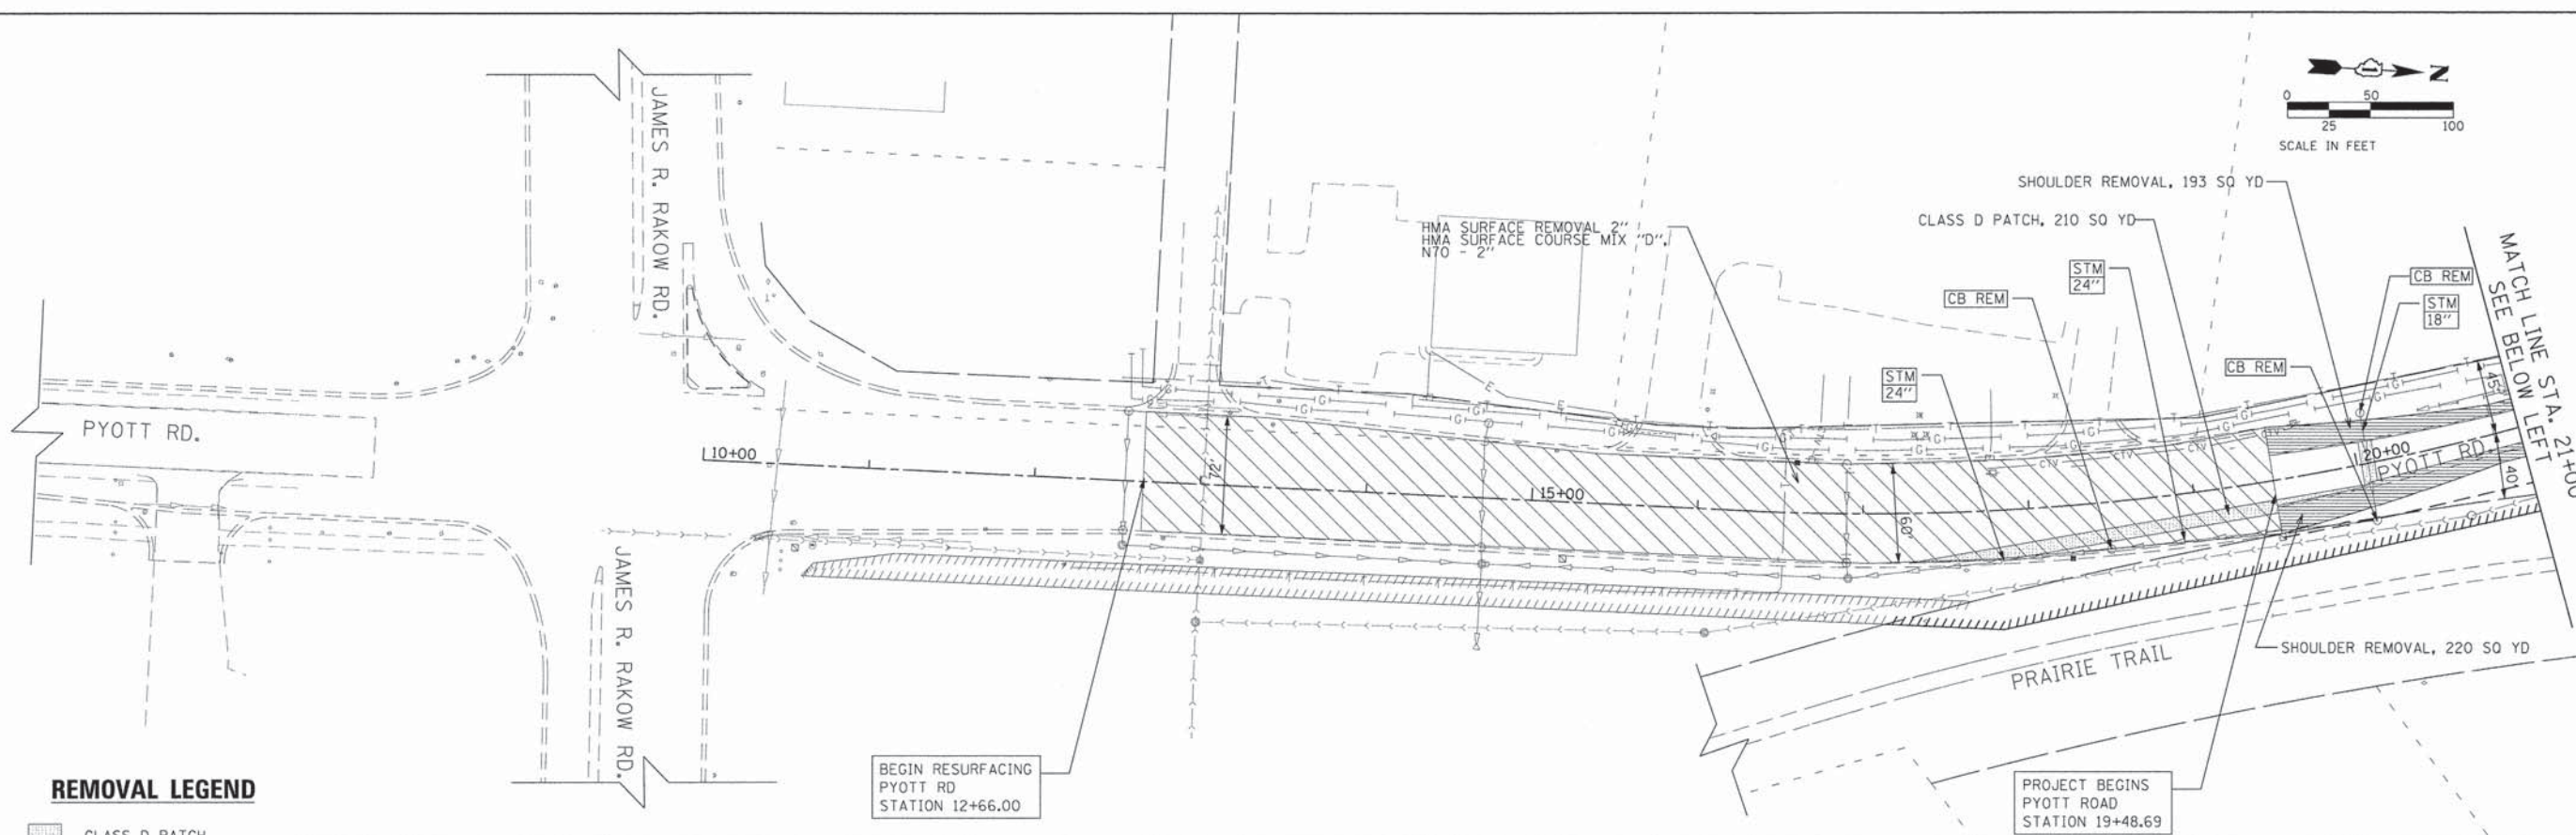 N
0 50
25 100
SCALE IN FEET
JAMES R. RAKOW RD.
SHOULDER REMOVAL, 193 SQ YD
CLASS D PATCH, 210 SQ YD
HMA SURFACE REMOVAL 2"
HMA SURFACE COURSE MIX "D",
N70 - 2"
STM
24"
CB REM
CB REM
STM
18"
MATCH LINE STA. 21+00
SEE BELOW LEFT
CB REM
STM
24"
45'
PYOTT RD.
10+00
72'
15+00
60'
20+00
PYOTT RD.
40'
JAMES R. RAKOW RD.
SHOULDER REMOVAL, 220 SQ YD
PRAIRIE TRAIL
BEGIN RESURFACING
PYOTT RD
STATION 12+66.00
PROJECT BEGINS
PYOTT ROAD
STATION 19+48.69
REMOVAL LEGEND
CLASS D PATCH